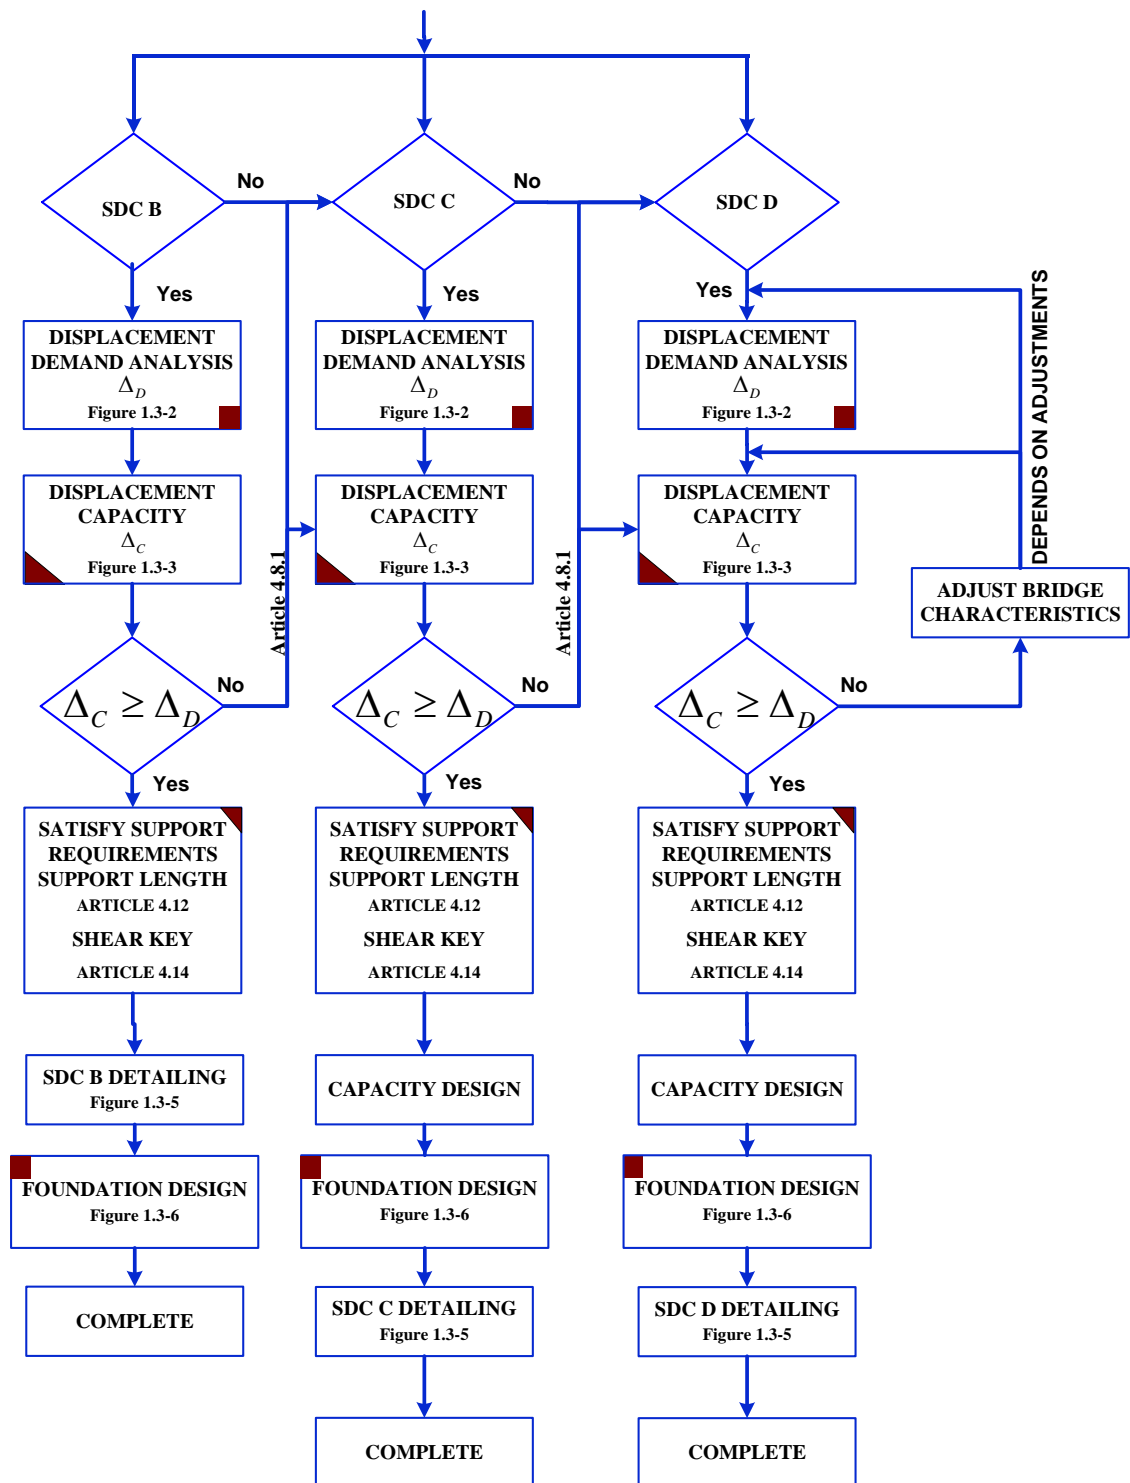 SDC B
No
SDC C
No
SDC D
Yes
Yes
Yes
DISPLACEMENT
DEMAND ANALYSIS
Δ_D
Figure 1.3-2
DISPLACEMENT
DEMAND ANALYSIS
Δ_D
Figure 1.3-2
DISPLACEMENT
DEMAND ANALYSIS
Δ_D
Figure 1.3-2
DEPENDS ON ADJUSTMENTS
DISPLACEMENT
CAPACITY
Δ_C
Figure 1.3-3
Article 4.8.1
DISPLACEMENT
CAPACITY
Δ_C
Figure 1.3-3
Article 4.8.1
DISPLACEMENT
CAPACITY
Δ_C
Figure 1.3-3
ADJUST BRIDGE
CHARACTERISTICS
Δ_C ≥ Δ_D
No
Δ_C ≥ Δ_D
No
Δ_C ≥ Δ_D
No
Yes
Yes
Yes
SATISFY SUPPORT
REQUIREMENTS
SUPPORT LENGTH
ARTICLE 4.12
SHEAR KEY
ARTICLE 4.14
SATISFY SUPPORT
REQUIREMENTS
SUPPORT LENGTH
ARTICLE 4.12
SHEAR KEY
ARTICLE 4.14
SATISFY SUPPORT
REQUIREMENTS
SUPPORT LENGTH
ARTICLE 4.12
SHEAR KEY
ARTICLE 4.14
SDC B DETAILING
Figure 1.3-5
CAPACITY DESIGN
CAPACITY DESIGN
FOUNDATION DESIGN
Figure 1.3-6
FOUNDATION DESIGN
Figure 1.3-6
FOUNDATION DESIGN
Figure 1.3-6
COMPLETE
SDC C DETAILING
Figure 1.3-5
SDC D DETAILING
Figure 1.3-5
COMPLETE
COMPLETE